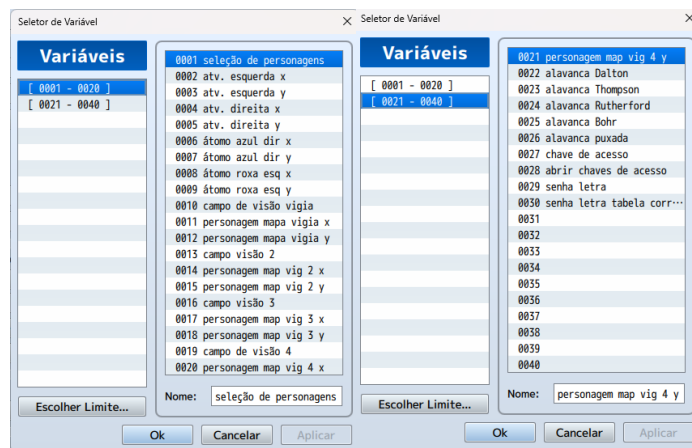 Seletor de Variável
Variáveis
[ 0001 - 0020 ]
[ 0021 - 0040 ]
Escolher Limite...
0001 seleção de personagens
0002 atv. esquerda x
0003 atv. esquerda y
0004 atv. direita x
0005 atv. direita y
0006 átomo azul dir x
0007 átomo azul dir y
0008 átomo roxa esq x
0009 átomo roxa esq y
0010 campo de visão vigia
0011 personagem mapa vigia x
0012 personagem mapa vigia y
0013 campo visão 2
0014 personagem map vig 2 x
0015 personagem map vig 2 y
0016 campo visão 3
0017 personagem map vig 3 x
0018 personagem map vig 3 y
0019 campo de visão 4
0020 personagem map vig 4 x
Nome: seleção de personagens
Ok Cancelar Aplicar
Seletor de Variável
Variáveis
[ 0001 - 0020 ]
[ 0021 - 0040 ]
Escolher Limite...
0021 personagem map vig 4 y
0022 alavanca Dalton
0023 alavanca Thompson
0024 alavanca Rutherford
0025 alavanca Bohr
0026 alavanca puxada
0027 chave de acesso
0028 abrir chaves de acesso
0029 senha letra
0030 senha letra tabela corr...
0031
0032
0033
0034
0035
0036
0037
0038
0039
0040
Nome: personagem map vig 4 y
Ok Cancelar Aplicar